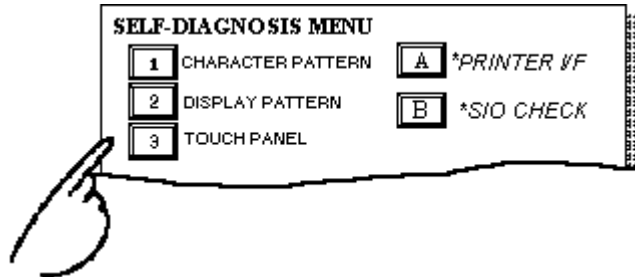 SELF-DIAGNOSIS MENU
1 CHARACTER PATTERN
2 DISPLAY PATTERN
3 TOUCH PANEL
A *PRINTER I/F
B *SIO CHECK